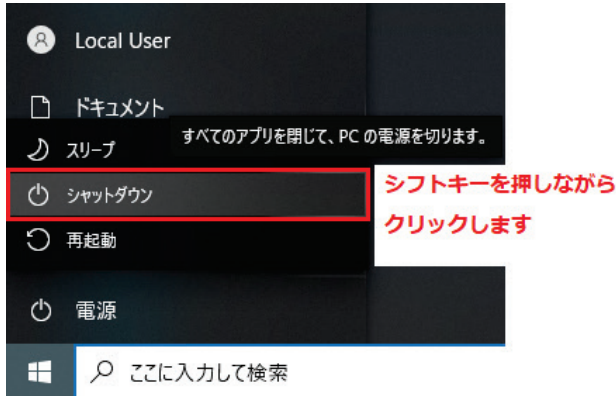 Local User
ドキュメント
すべてのアプリを閉じて、PC の電源を切ります。
スリープ
シャットダウン
シフトキーを押しながら
クリックします
再起動
電源
ここに入力して検索